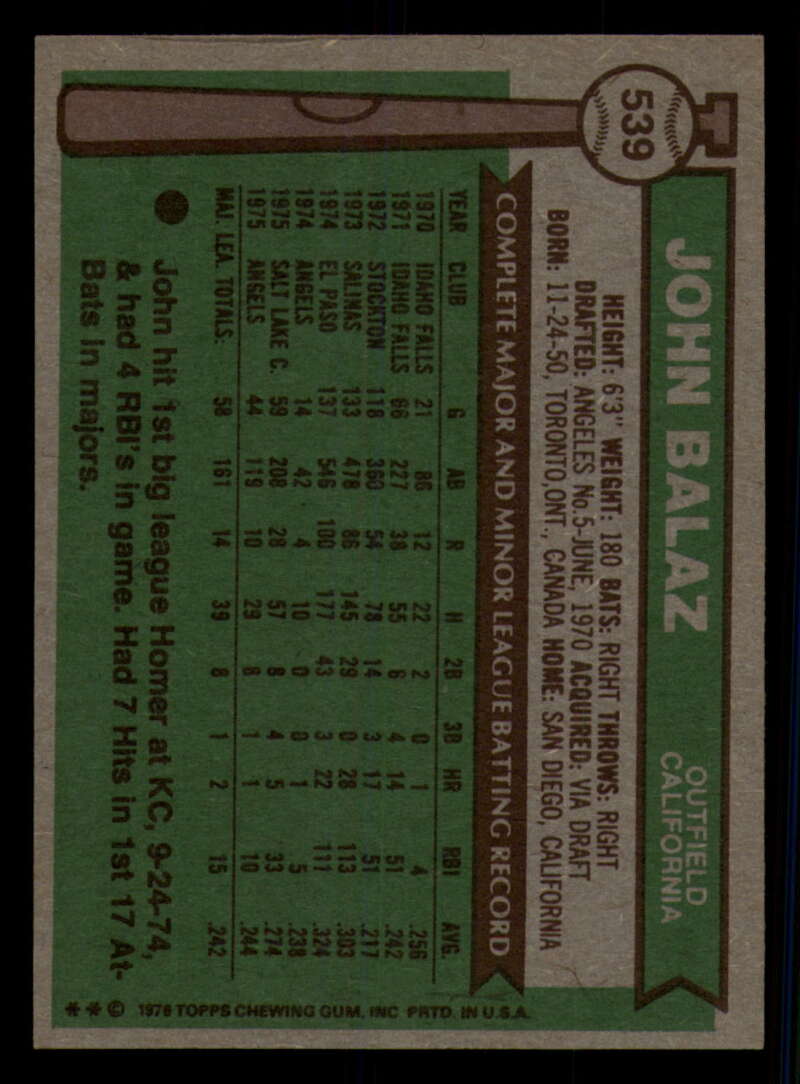 539
JOHN BALAZ
OUTFIELD
CALIFORNIA
HEIGHT: 6'3" WEIGHT: 180 BATS: RIGHT THROWS: RIGHT
DRAFTED: ANGELES No.5-JUNE, 1970 ACQUIRED: VIA DRAFT
BORN: 11-24-50, TORONTO,ONT., CANADA HOME: SAN DIEGO, CALIFORNIA
COMPLETE MAJOR AND MINOR LEAGUE BATTING RECORD
YEAR CLUB G AB R H 2B 3B HR RBI AVG.
1970 IDAHO FALLS 21 86 12 22 2 0 1 4 .256
1971 IDAHO FALLS 66 227 38 55 6 4 14 51 .242
1972 STOCKTON 118 360 54 78 14 3 17 51 .217
1973 SALINAS 133 478 86 145 29 0 28 113 .303
1974 EL PASO 137 546 100 177 43 3 22 111 .324
1974 ANGELS 14 42 4 10 0 0 1 5 .238
1975 SALT LAKE C. 59 208 28 57 8 4 5 33 .274
1975 ANGELS 44 119 10 29 8 1 1 10 .244
MAJ. LEA. TOTALS: 58 161 14 39 8 1 2 15 .242
John hit 1st big league Homer at KC, 9-24-74,
& had 4 RBI's in game. Had 7 Hits in 1st 17 At-
Bats in majors.
** © 1976 TOPPS CHEWING GUM, INC PRTD. IN U.S.A.